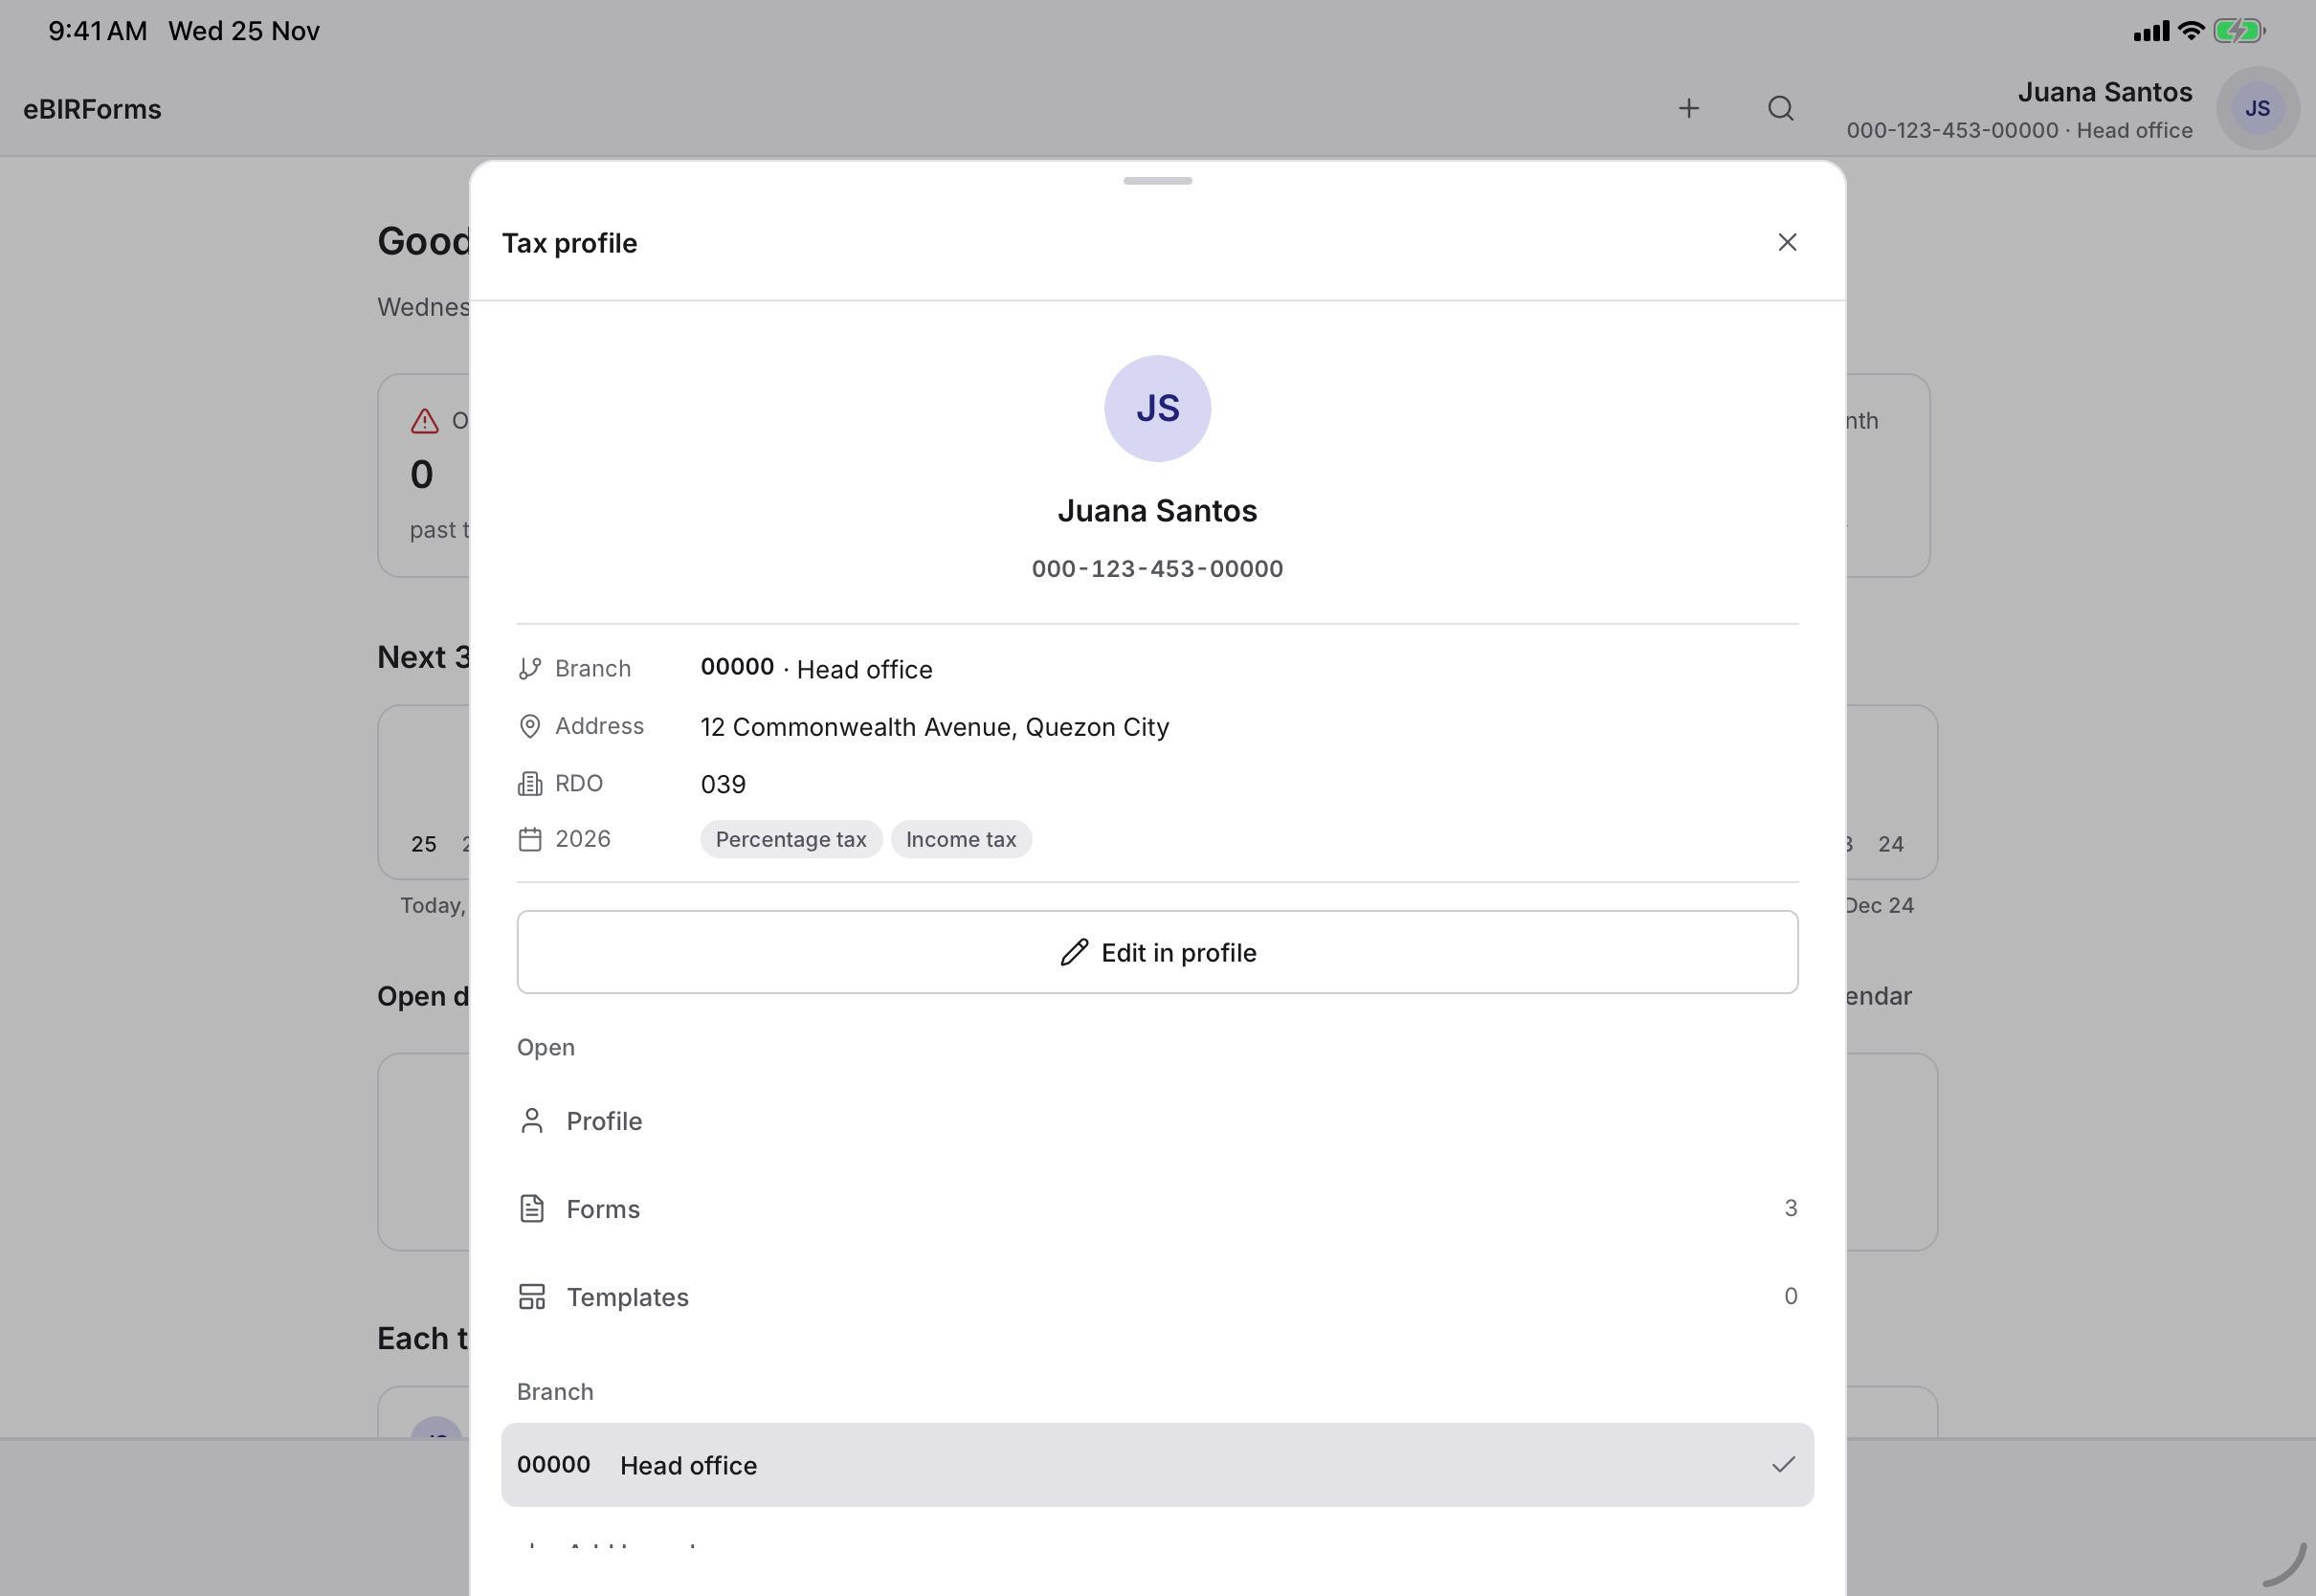 9:41 AM Wed 25 Nov
eBIRForms
Juana Santos
000-123-453-00000 · Head office
JS
Good
Tax profile
0
past
JS
Juana Santos
000-123-453-00000
Next 3
Branch 00000 · Head office
Address 12 Commonwealth Avenue, Quezon City
RDO 039
2026 Percentage tax Income tax
25
24
Today,
Dec 24
Edit in profile
Open
Open
Profile
Forms 3
Templates 0
Each
Branch
00000 Head office